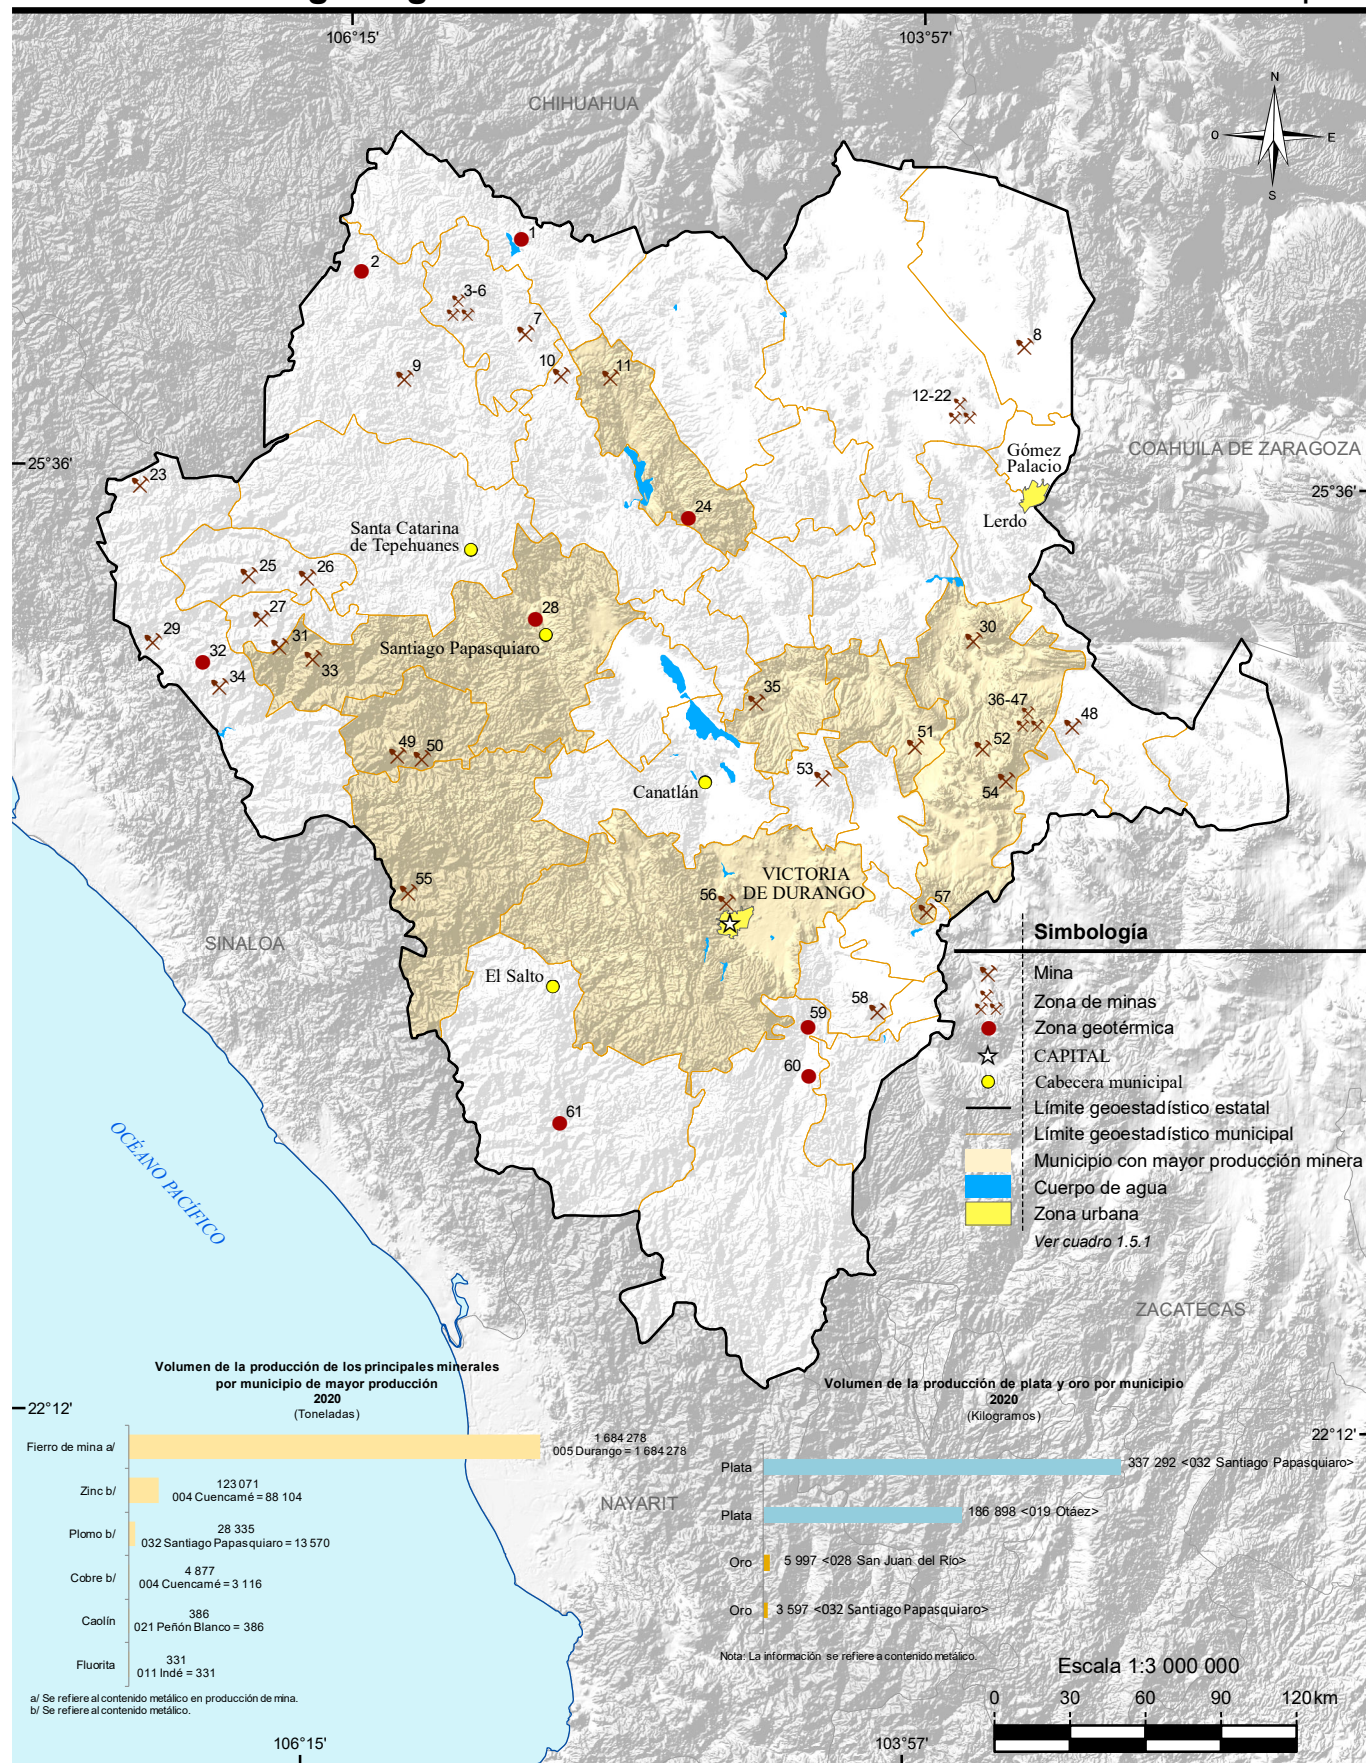 106°15'
103°57'
CHIHUAHUA
N
O
E
S
1
2
3-6
7
8
9
10
11
12-22
Gómez
Palacio
COAHUILA DE ZARAGOZA
25°36'
25°36'
23
24
Lerdo
Santa Catarina
de Tepehuanes
25
26
27
28
29
30
31
Santiago Papasquiaro
32
33
34
35
36-47
48
49
50
51
52
53
54
Canatlán
55
56
VICTORIA
DE DURANGO
57
SINALOA
El Salto
58
59
60
61
OCÉANO PACÍFICO
Simbología
Mina
Zona de minas
Zona geotérmica
CAPITAL
Cabecera municipal
Límite geoestadístico estatal
Límite geoestadístico municipal
Municipio con mayor producción minera
Cuerpo de agua
Zona urbana
Ver cuadro 1.5.1
ZACATECAS
NAYARIT
22°12'
22°12'
Volumen de la producción de los principales minerales
por municipio de mayor producción
2020
(Toneladas)
Fierro de mina a/
1 684 278
005 Durango = 1 684 278
Zinc b/
123 071
004 Cuencamé = 88 104
Plomo b/
28 335
032 Santiago Papasquiaro = 13 570
Cobre b/
4 877
004 Cuencamé = 3 116
Caolín
386
021 Peñón Blanco = 386
Fluorita
331
011 Indé = 331
a/ Se refiere al contenido metálico en producción de mina.
b/ Se refiere al contenido metálico.
Volumen de la producción de plata y oro por municipio
2020
(Kilogramos)
Plata
337 292 <032 Santiago Papasquiaro>
Plata
186 898 <019 Otáez>
Oro
5 997 <028 San Juan del Río>
Oro
3 597 <032 Santiago Papasquiaro>
Nota: La información se refiere a contenido metálico.
Escala 1:3 000 000
0 30 60 90 120 km
106°15'
103°57'